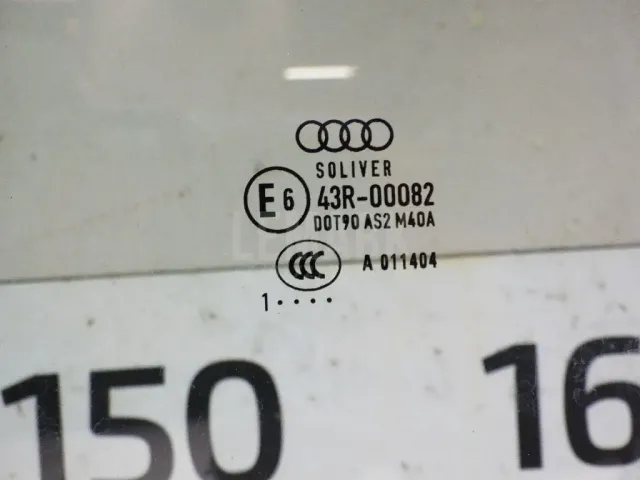 SOLIVER
E6 43R-00082
DOT90 AS2 M40A
CCC A 011404
1····
150 16